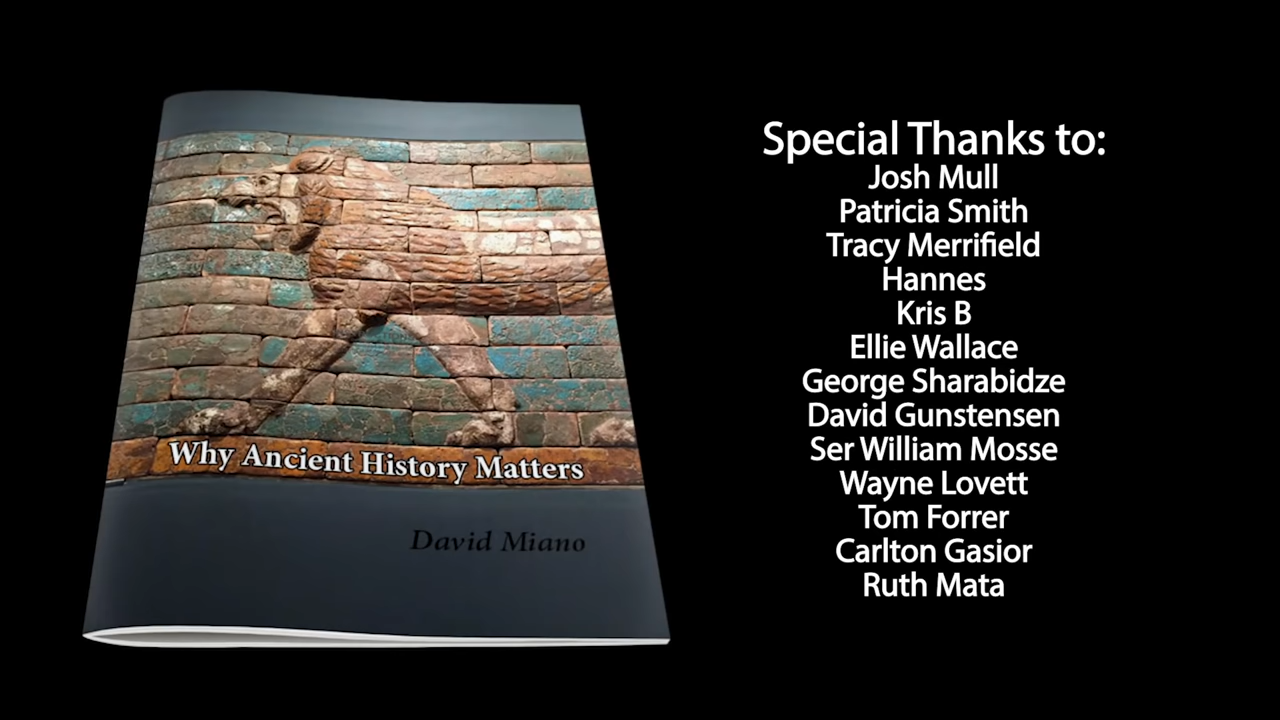 Why Ancient History Matters
David Miano
Special Thanks to:
Josh Mull
Patricia Smith
Tracy Merrifield
Hannes
Kris B
Ellie Wallace
George Sharabidze
David Gunstensen
Ser William Mosse
Wayne Lovett
Tom Forrer
Carlton Gasior
Ruth Mata